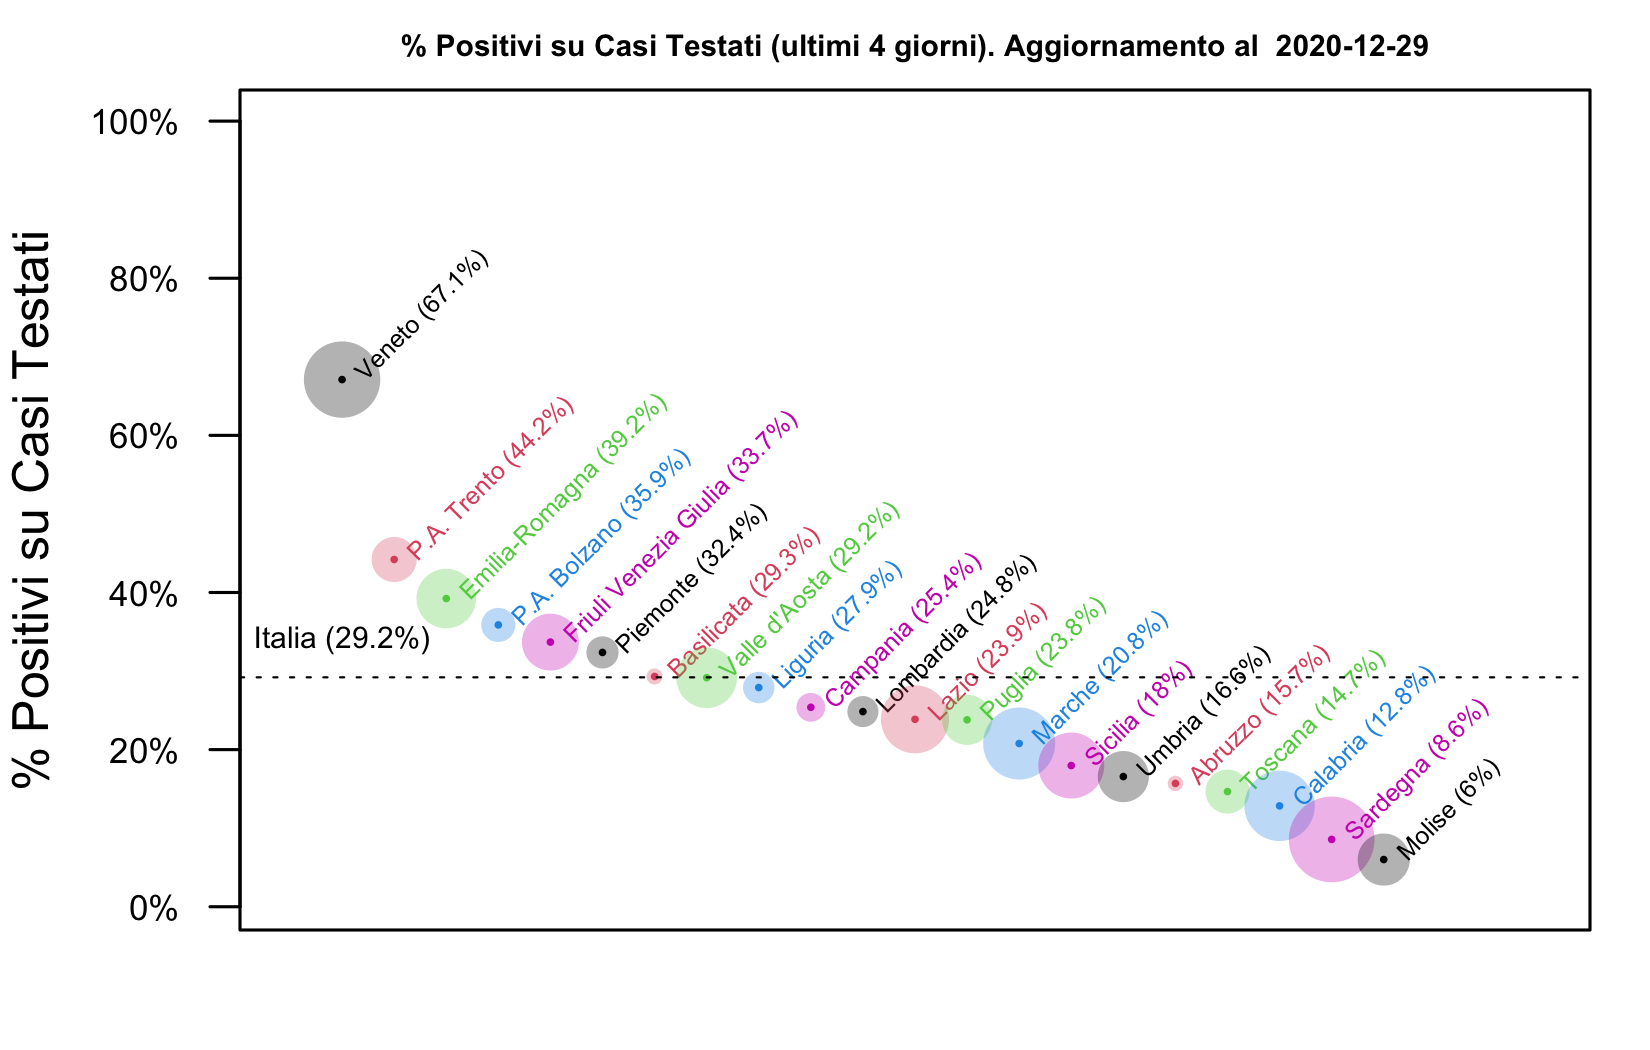 % Positivi su Casi Testati (ultimi 4 giorni). Aggiornamento al  2020-12-29
% Positivi su Casi Testati
100%
80%
60%
40%
20%
0%
Italia (29.2%)
Veneto (67.1%)
P.A. Trento (44.2%)
Emilia-Romagna (39.2%)
P.A. Bolzano (35.9%)
Friuli Venezia Giulia (33.7%)
Piemonte (32.4%)
Basilicata (29.3%)
Valle d'Aosta (29.2%)
Liguria (27.9%)
Campania (25.4%)
Lombardia (24.8%)
Lazio (23.9%)
Puglia (23.8%)
Marche (20.8%)
Sicilia (18%)
Umbria (16.6%)
Abruzzo (15.7%)
Toscana (14.7%)
Calabria (12.8%)
Sardegna (8.6%)
Molise (6%)